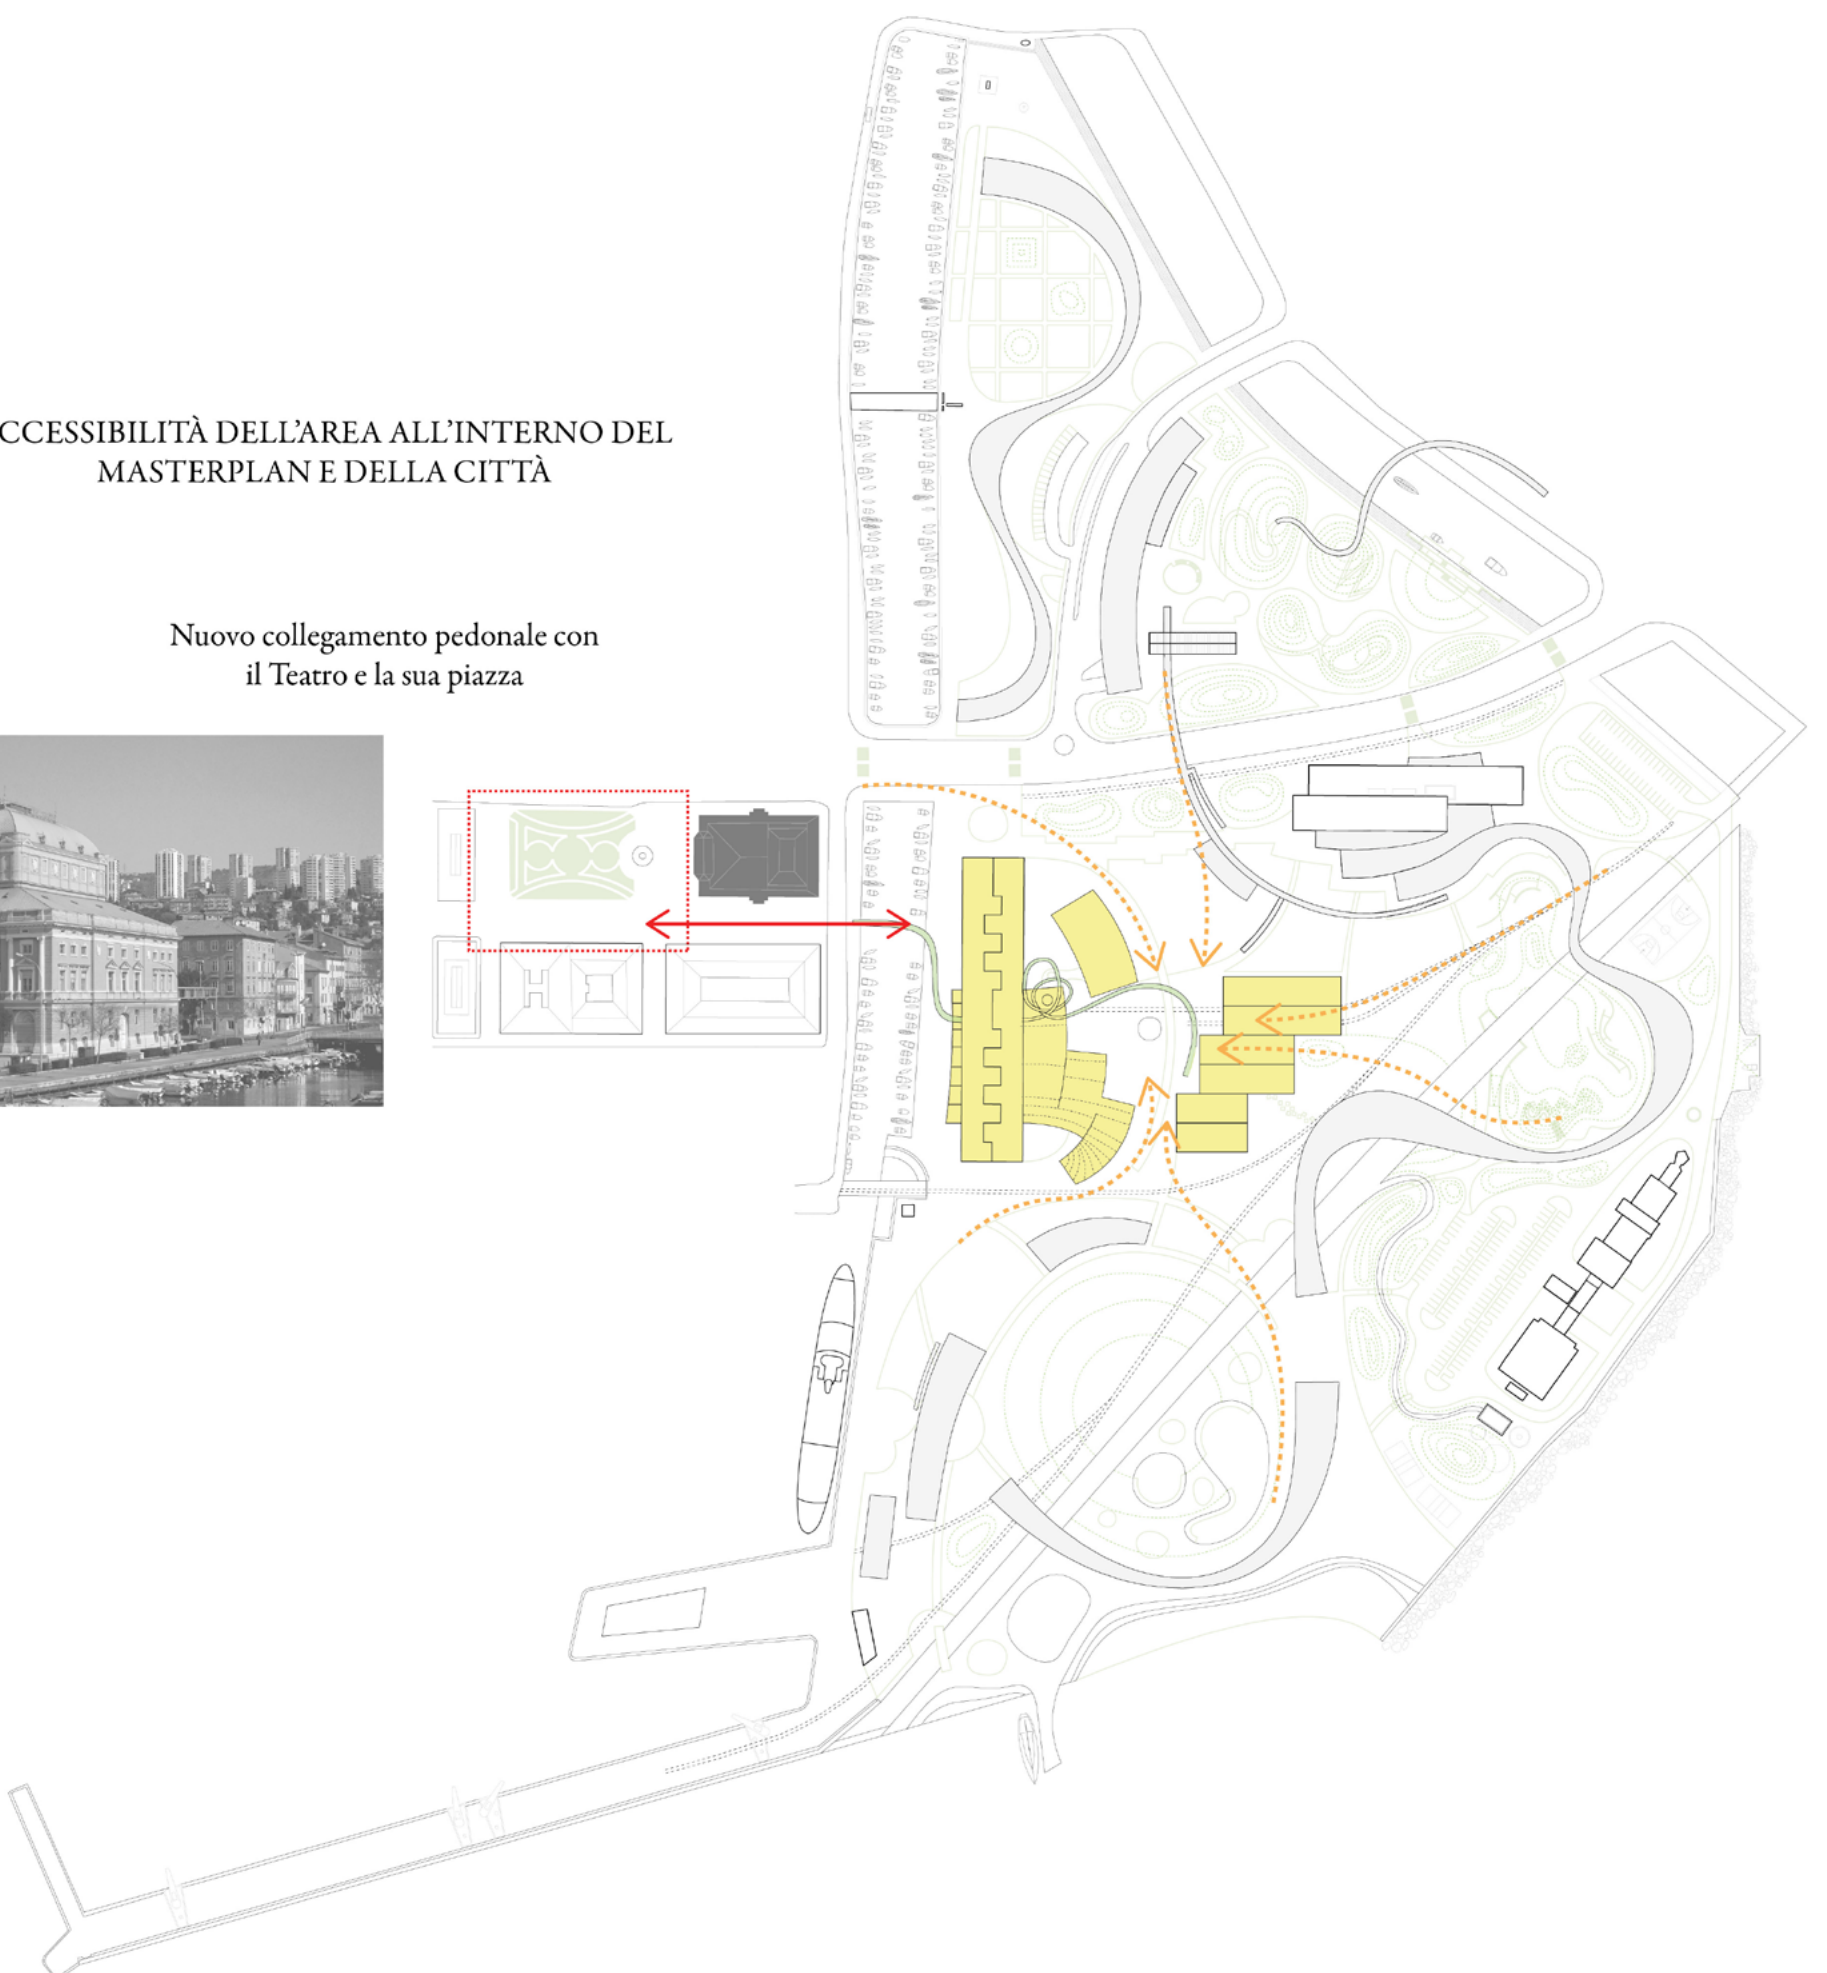 CCESSIBILITÀ DELL'AREA ALL'INTERNO DEL
MASTERPLAN E DELLA CITTÀ
Nuovo collegamento pedonale con
il Teatro e la sua piazza